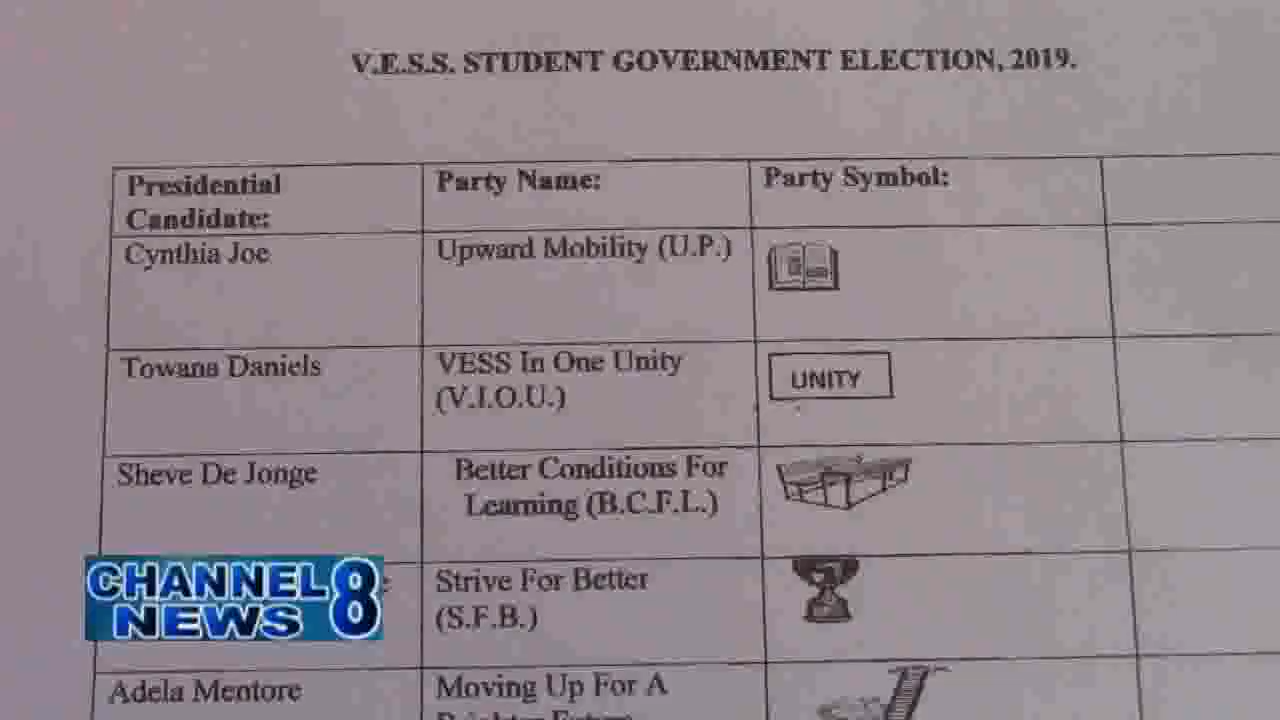 V.E.S.S. STUDENT GOVERNMENT ELECTION, 2019.
Presidential
Candidate:
Party Name:
Party Symbol:
Cynthia Joe
Upward Mobility (U.P.)
Towana Daniels
VESS In One Unity
(V.I.O.U.)
UNITY
Sheve De Jonge
Better Conditions For
Learning (B.C.F.L.)
CHANNEL 8
NEWS
Strive For Better
(S.F.B.)
Adela Mentore
Moving Up For A